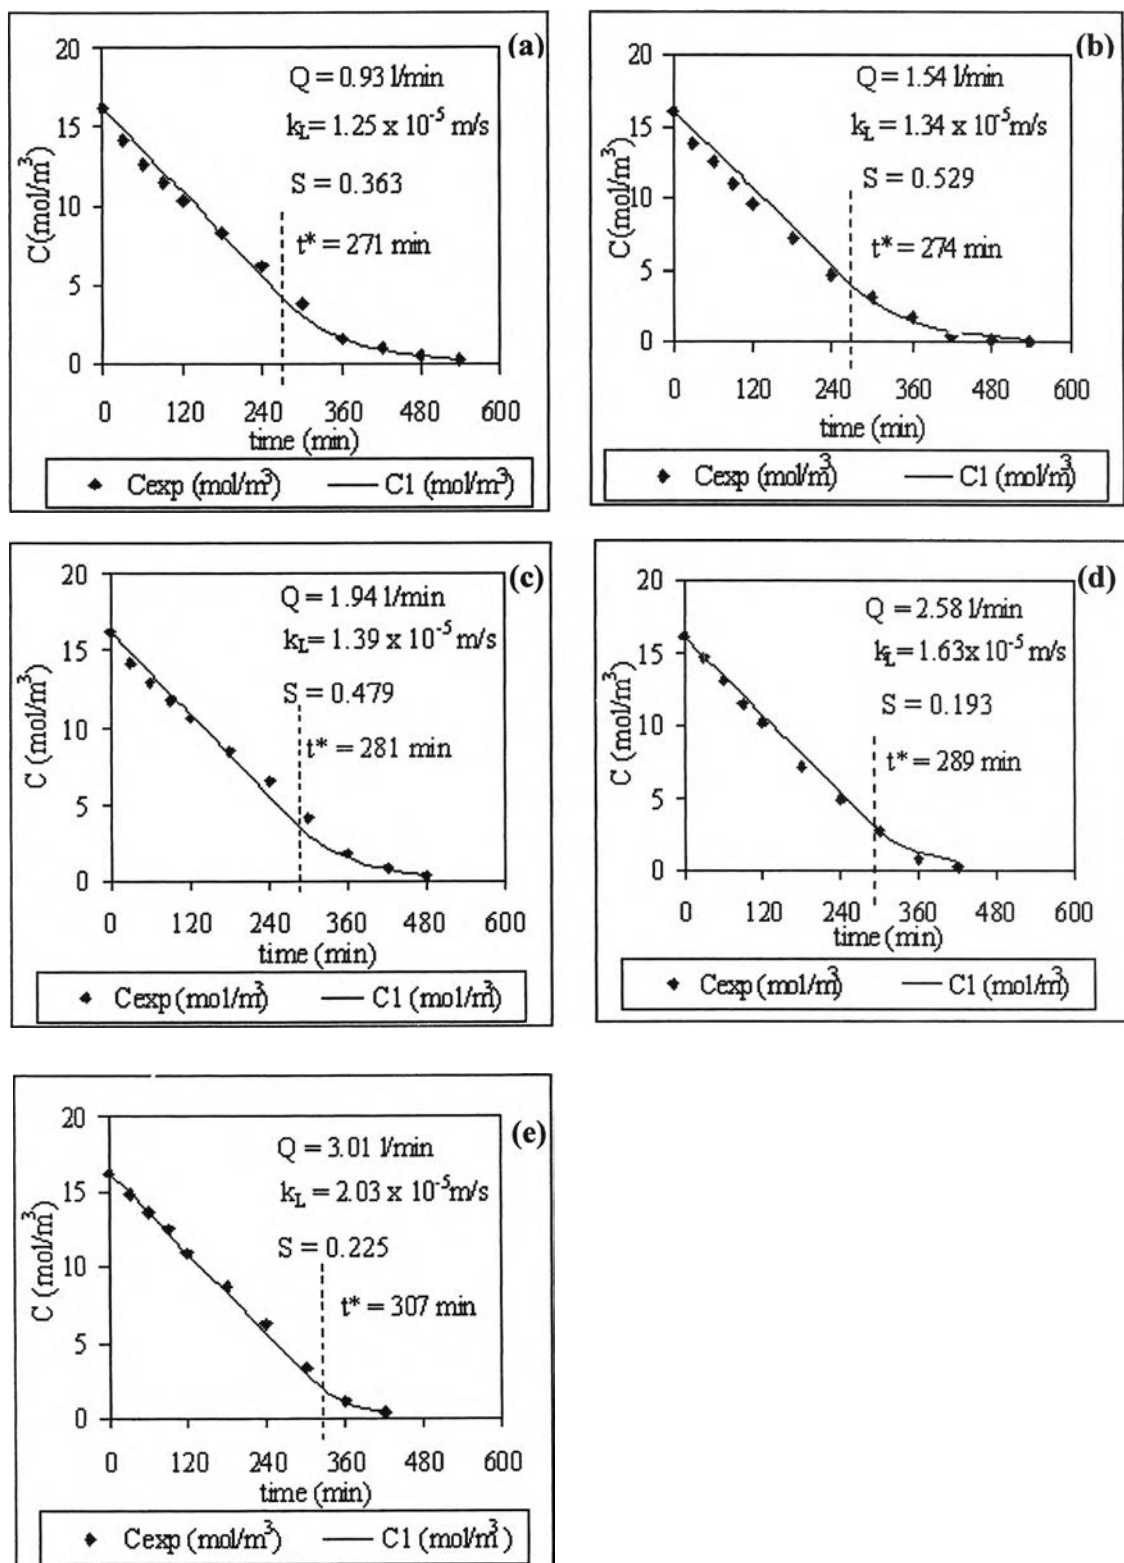 (a)
20
15
10
5
0
C(mol/m³)
Q = 0.93 l/min
k_L = 1.25 x 10⁻⁵ m/s
S = 0.363
t* = 271 min
0 120 240 360 480 600
time (min)
Cexp (mol/m³) C1 (mol/m³)
(b)
20
15
10
5
0
C(mol/m³)
Q = 1.54 l/min
k_L = 1.34 x 10⁻⁵ m/s
S = 0.529
t* = 274 min
0 120 240 360 480 600
time (min)
Cexp (mol/m³) C1 (mol/m³)
(c)
20
15
10
5
0
C (mol/m³)
Q = 1.94 l/min
k_L = 1.39 x 10⁻⁵ m/s
S = 0.479
t* = 281 min
0 120 240 360 480 600
time (min)
Cexp (mol/m³) C1 (mol/m³)
(d)
20
15
10
5
0
C (mol/m³)
Q = 2.58 l/min
k_L = 1.63x 10⁻⁵ m/s
S = 0.193
t* = 289 min
0 120 240 360 480 600
time (min)
Cexp (mol/m³) C1 (mol/m³)
(e)
20
15
10
5
0
C (mol/m³)
Q = 3.01 l/min
k_L = 2.03 x 10⁻⁵ m/s
S = 0.225
t* = 307 min
0 120 240 360 480 600
time (min)
Cexp (mol/m³) C1 (mol/m³)